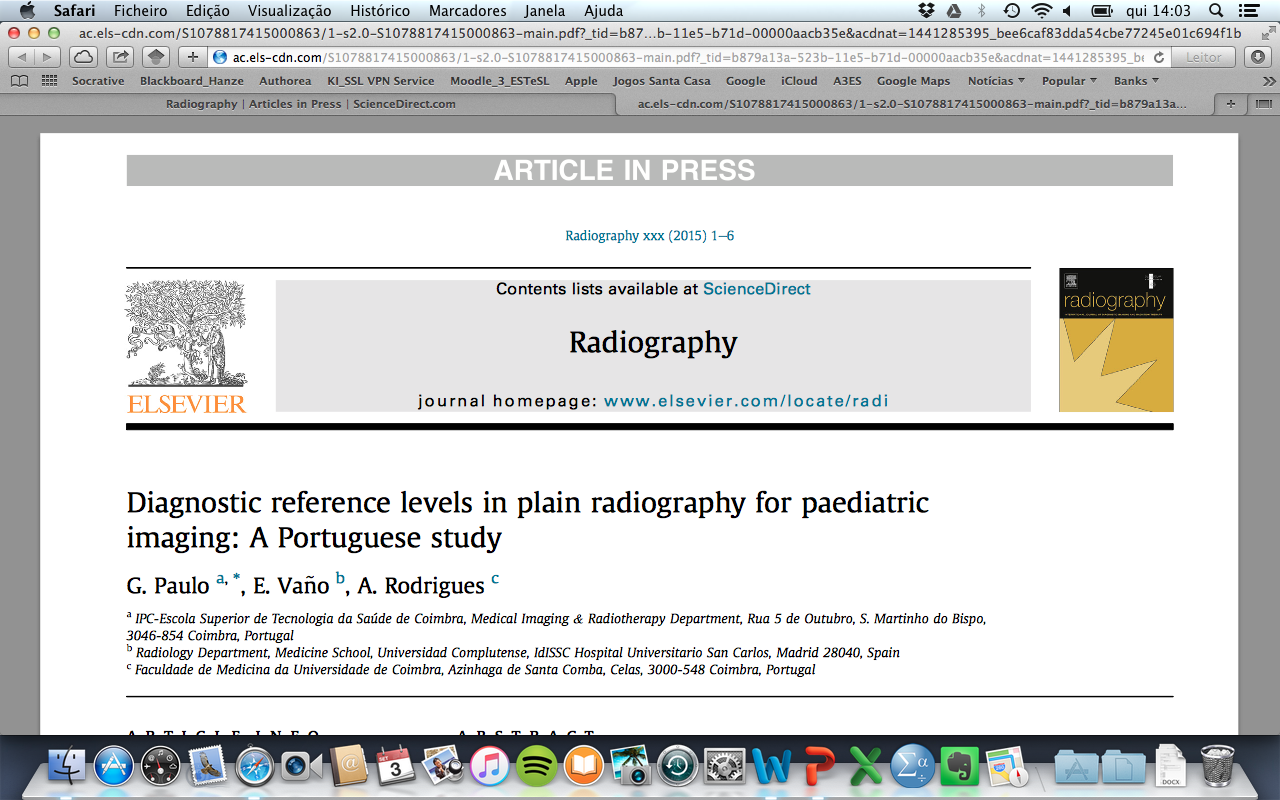 Safari Ficheiro Edição Visualização Histórico Marcadores Janela Ajuda qui 14:03
ac.els-cdn.com/S1078817415000863/1-s2.0-S1078817415000863-main.pdf?_tid=b87...b-11e5-b71d-00000aacb35e&acdnat=1441285395_bee6caf83dda54cbe77245e01c694f1b
ac.els-cdn.com/S1078817415000863/1-s2.0-S1078817415000863-main.pdf?_tid=b879a13a-523b-11e5-b71d-00000aacb35e&acdnat=1441285395_be Leitor
Socrative Blackboard_Hanze Authorea KI_SSL VPN Service Moodle_3_ESTeSL Apple Jogos Santa Casa Google iCloud A3ES Google Maps Notícias Popular Banks
Radiography | Articles in Press | ScienceDirect.com ac.els-cdn.com/S1078817415000863/1-s2.0-S1078817415000863-main.pdf?_tid=b879a13a...
ARTICLE IN PRESS
Radiography xxx (2015) 1–6
Contents lists available at ScienceDirect
Radiography
journal homepage: www.elsevier.com/locate/radi
ELSEVIER
radiography
Diagnostic reference levels in plain radiography for paediatric
imaging: A Portuguese study
G. Paulo a, *, E. Vaño b, A. Rodrigues c
a IPC-Escola Superior de Tecnologia da Saúde de Coimbra, Medical Imaging & Radiotherapy Department, Rua 5 de Outubro, S. Martinho do Bispo,
3046-854 Coimbra, Portugal
b Radiology Department, Medicine School, Universidad Complutense, IdISSC Hospital Universitario San Carlos, Madrid 28040, Spain
c Faculdade de Medicina da Universidade de Coimbra, Azinhaga de Santa Comba, Celas, 3000-548 Coimbra, Portugal
ARTICLE INFO ABSTRACT
SET
3
DOCX